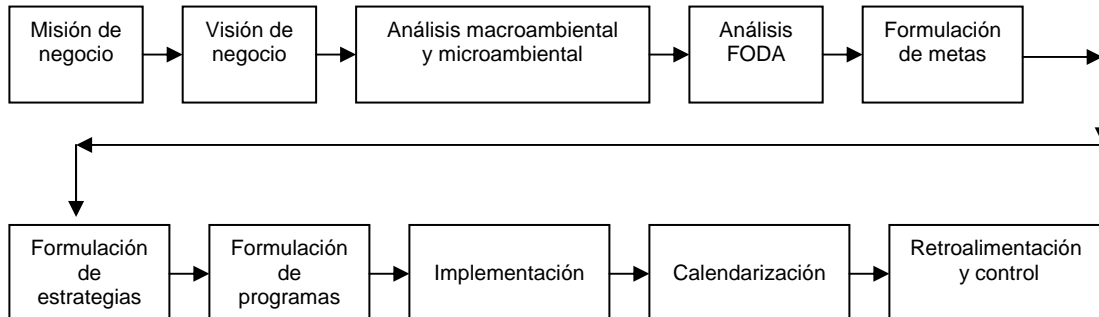 Misión de
negocio
Visión de
negocio
Análisis macroambiental
y microambiental
Análisis
FODA
Formulación
de metas
Formulación
de
estrategias
Formulación
de
programas
Implementación
Calendarización
Retroalimentación
y control